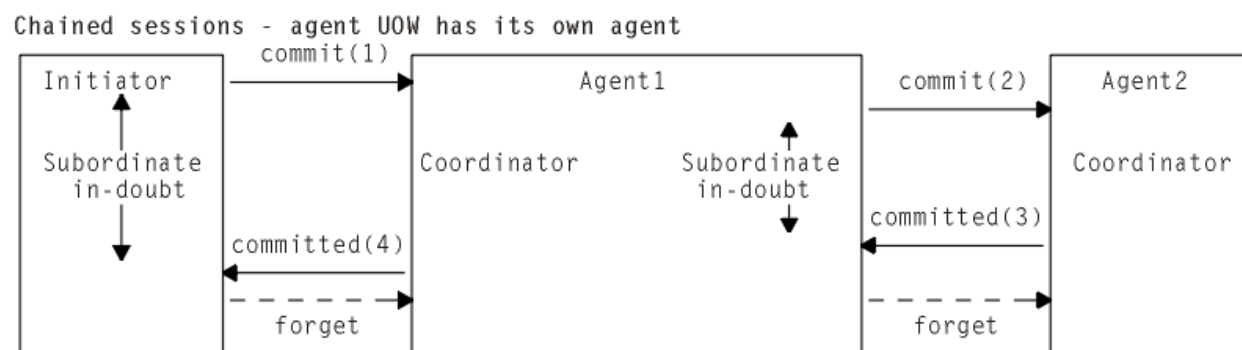 Chained sessions - agent UOW has its own agent
commit(1)
Initiator
Agent1
commit(2)
Agent2
Subordinate
in-doubt
Coordinator
Subordinate
in-doubt
Coordinator
committed(3)
committed(4)
forget
forget